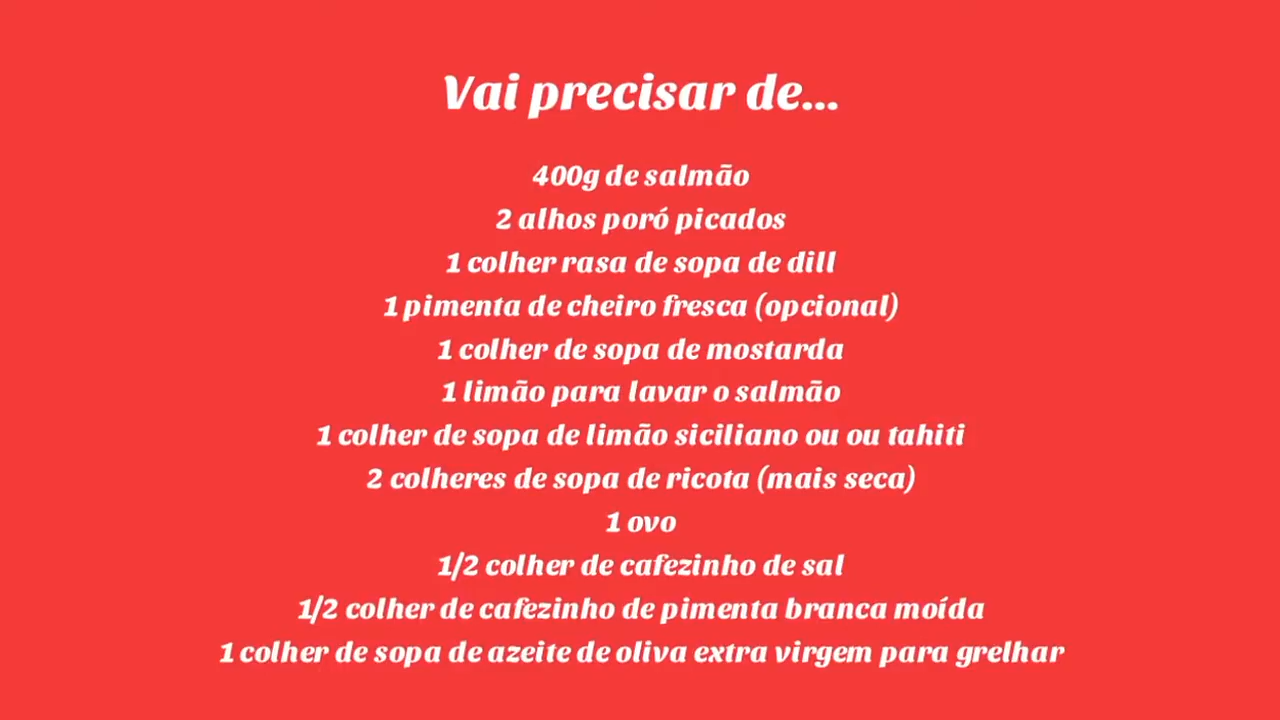 Vai precisar de...
400g de salmão
2 alhos poró picados
1 colher rasa de sopa de dill
1 pimenta de cheiro fresca (opcional)
1 colher de sopa de mostarda
1 limão para lavar o salmão
1 colher de sopa de limão siciliano ou ou tahiti
2 colheres de sopa de ricota (mais seca)
1 ovo
1/2 colher de cafezinho de sal
1/2 colher de cafezinho de pimenta branca moída
1 colher de sopa de azeite de oliva extra virgem para grelhar